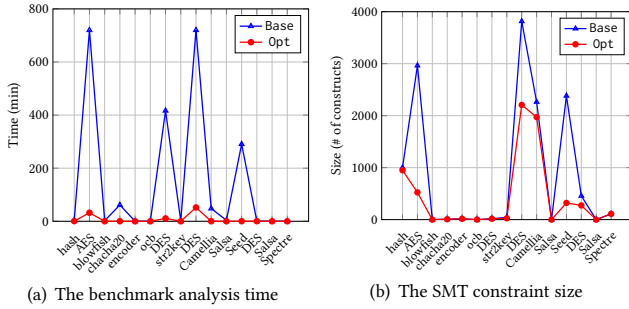 800
600
400
200
0
Time (min)
Base
Opt
hash
AES
blowfish
chacha20
encoder
ocb
DES
str2key
DES
Camellia
Salsa
Seed
DES
Salsa
Spectre
(a) The benchmark analysis time
4000
3000
2000
1000
0
Size (# of constructs)
Base
Opt
hash
AES
blowfish
chacha20
encoder
ocb
DES
str2key
DES
Camellia
Salsa
Seed
DES
Salsa
Spectre
(b) The SMT constraint size